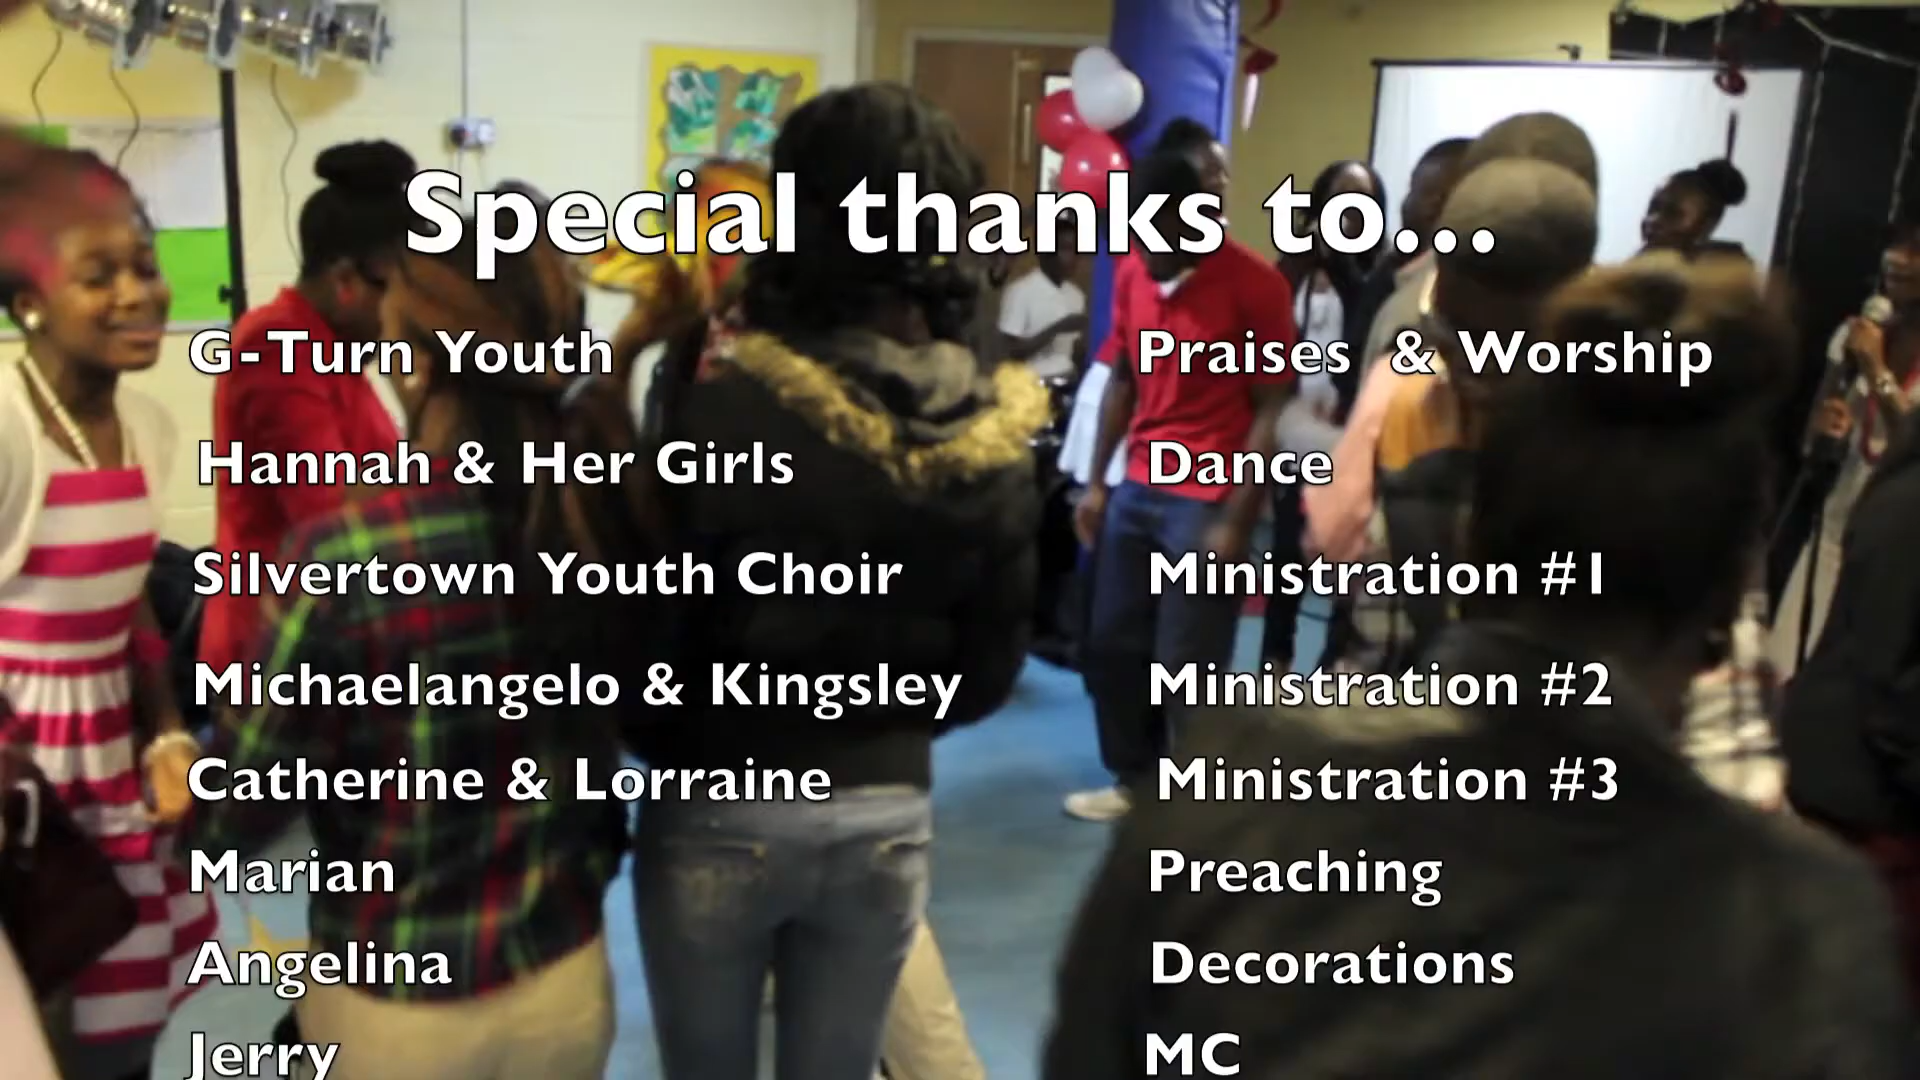 Special thanks to...
G-Turn Youth Praises & Worship
Hannah & Her Girls Dance
Silvertown Youth Choir Ministration #1
Michaelangelo & Kingsley Ministration #2
Catherine & Lorraine Ministration #3
Marian Preaching
Angelina Decorations
Jerry MC